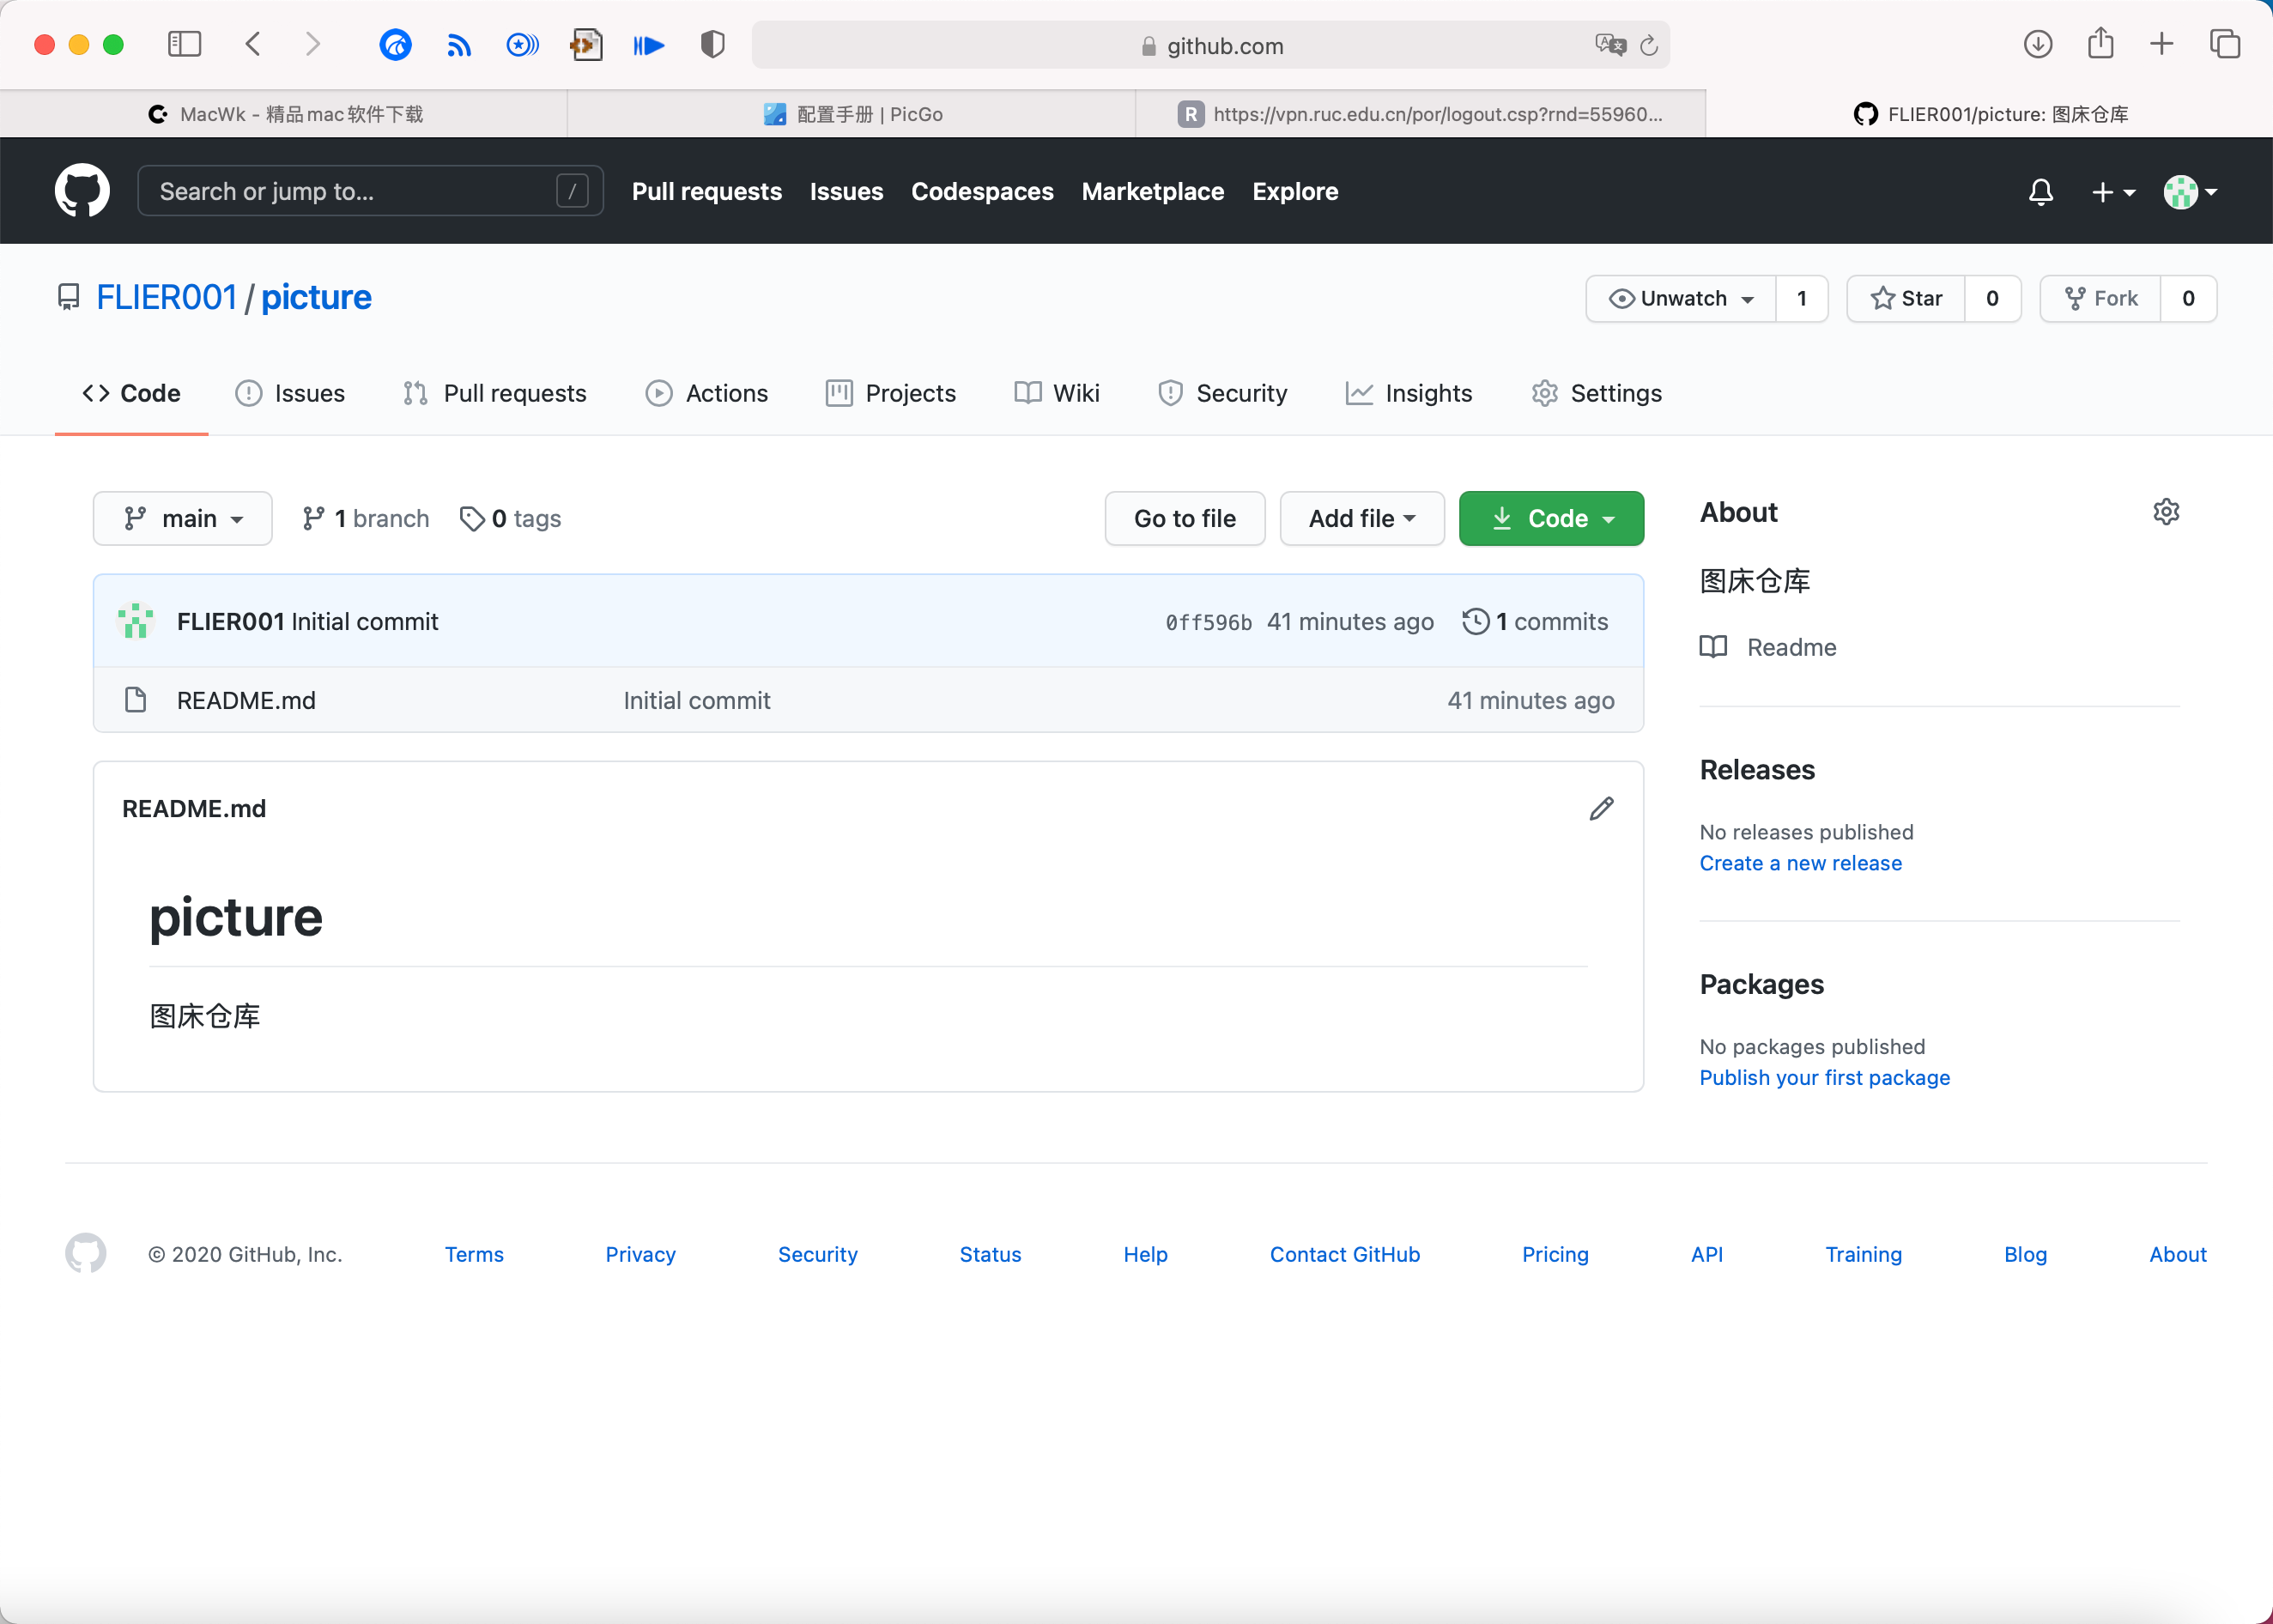 github.com
MacWk - 精品mac软件下载
配置手册 | PicGo
R https://vpn.ruc.edu.cn/por/logout.csp?rnd=55960...
FLIER001/picture: 图床仓库
Search or jump to... /
Pull requests Issues Codespaces Marketplace Explore
FLIER001 / picture
Unwatch 1 Star 0 Fork 0
Code Issues Pull requests Actions Projects Wiki Security Insights Settings
main 1 branch 0 tags Go to file Add file Code
FLIER001 Initial commit 0ff596b 41 minutes ago 1 commits
README.md Initial commit 41 minutes ago
README.md
picture
图床仓库
About
图床仓库
Readme
Releases
No releases published
Create a new release
Packages
No packages published
Publish your first package
© 2020 GitHub, Inc. Terms Privacy Security Status Help Contact GitHub Pricing API Training Blog About